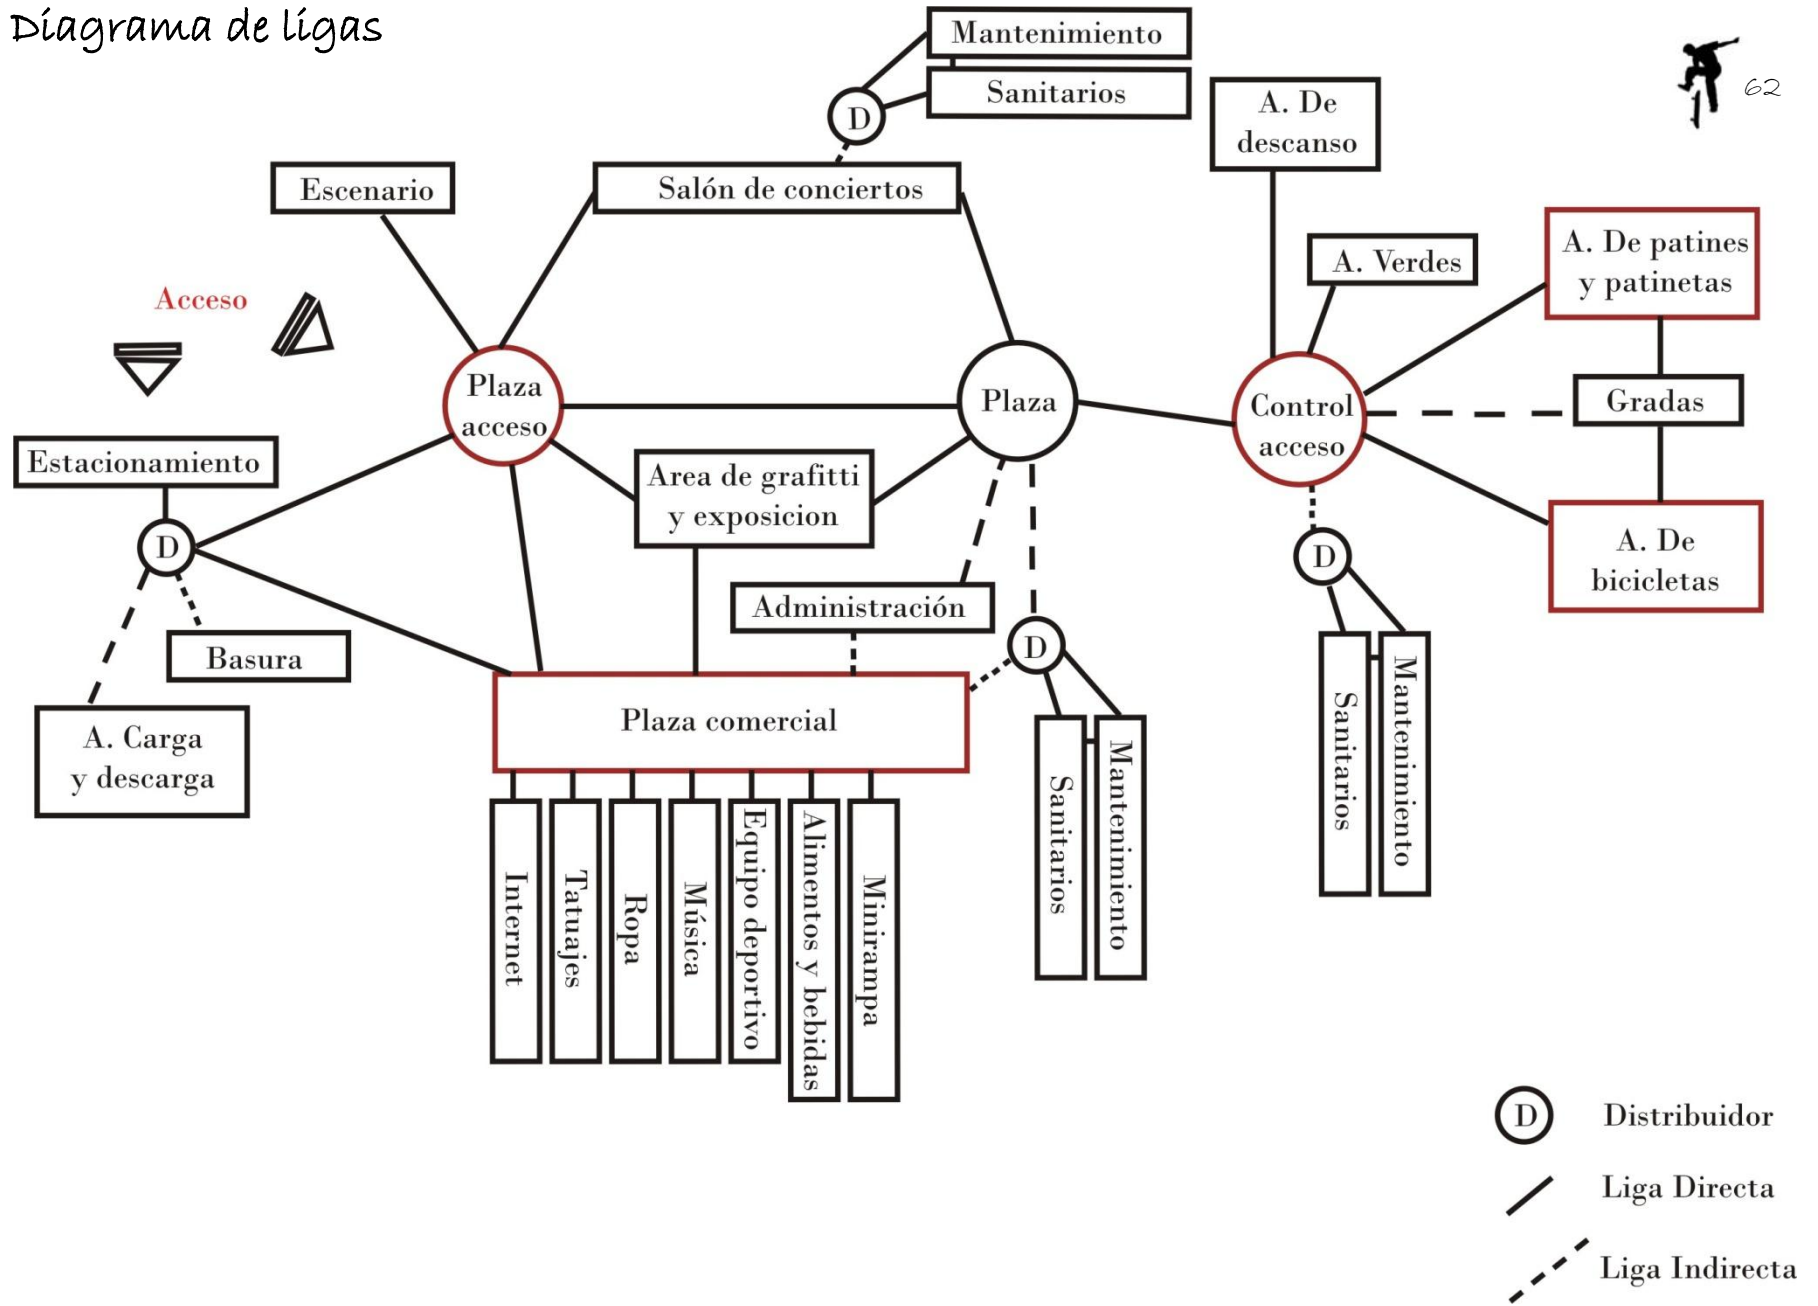 Diagrama de ligas
62
Mantenimiento
Sanitarios
D
A. De
descanso
Escenario
Salón de conciertos
A. Verdes
A. De patines
y patinetas
Acceso
Plaza
acceso
Plaza
Control
acceso
Gradas
Estacionamiento
Area de grafitti
y exposicion
D
D
A. De
bicicletas
Administración
D
Basura
Sanitarios
Mantenimiento
A. Carga
y descarga
Plaza comercial
Sanitarios
Mantenimiento
Internet
Tatuajes
Ropa
Música
Equipo deportivo
Alimentos y bebidas
Minirampa
D Distribuidor
Liga Directa
Liga Indirecta